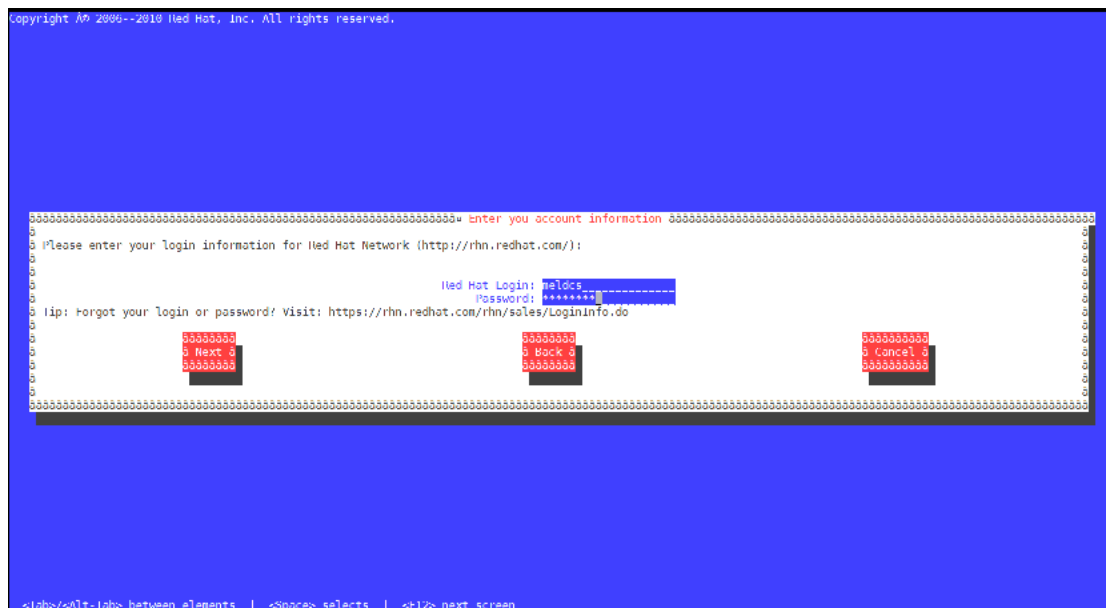 Copyright Â© 2006--2010 Red Hat, Inc. All rights reserved.
Enter you account information
Please enter your login information for Red Hat Network (http://rhn.redhat.com/):
Red Hat Login: meldcs_______________
Password: ********
Tip: Forgot your login or password? Visit: https://rhn.redhat.com/rhn/sales/LoginInfo.do
Next Back Cancel
<Tab>/<Alt-Tab> between elements | <Space> selects | <F12> next screen